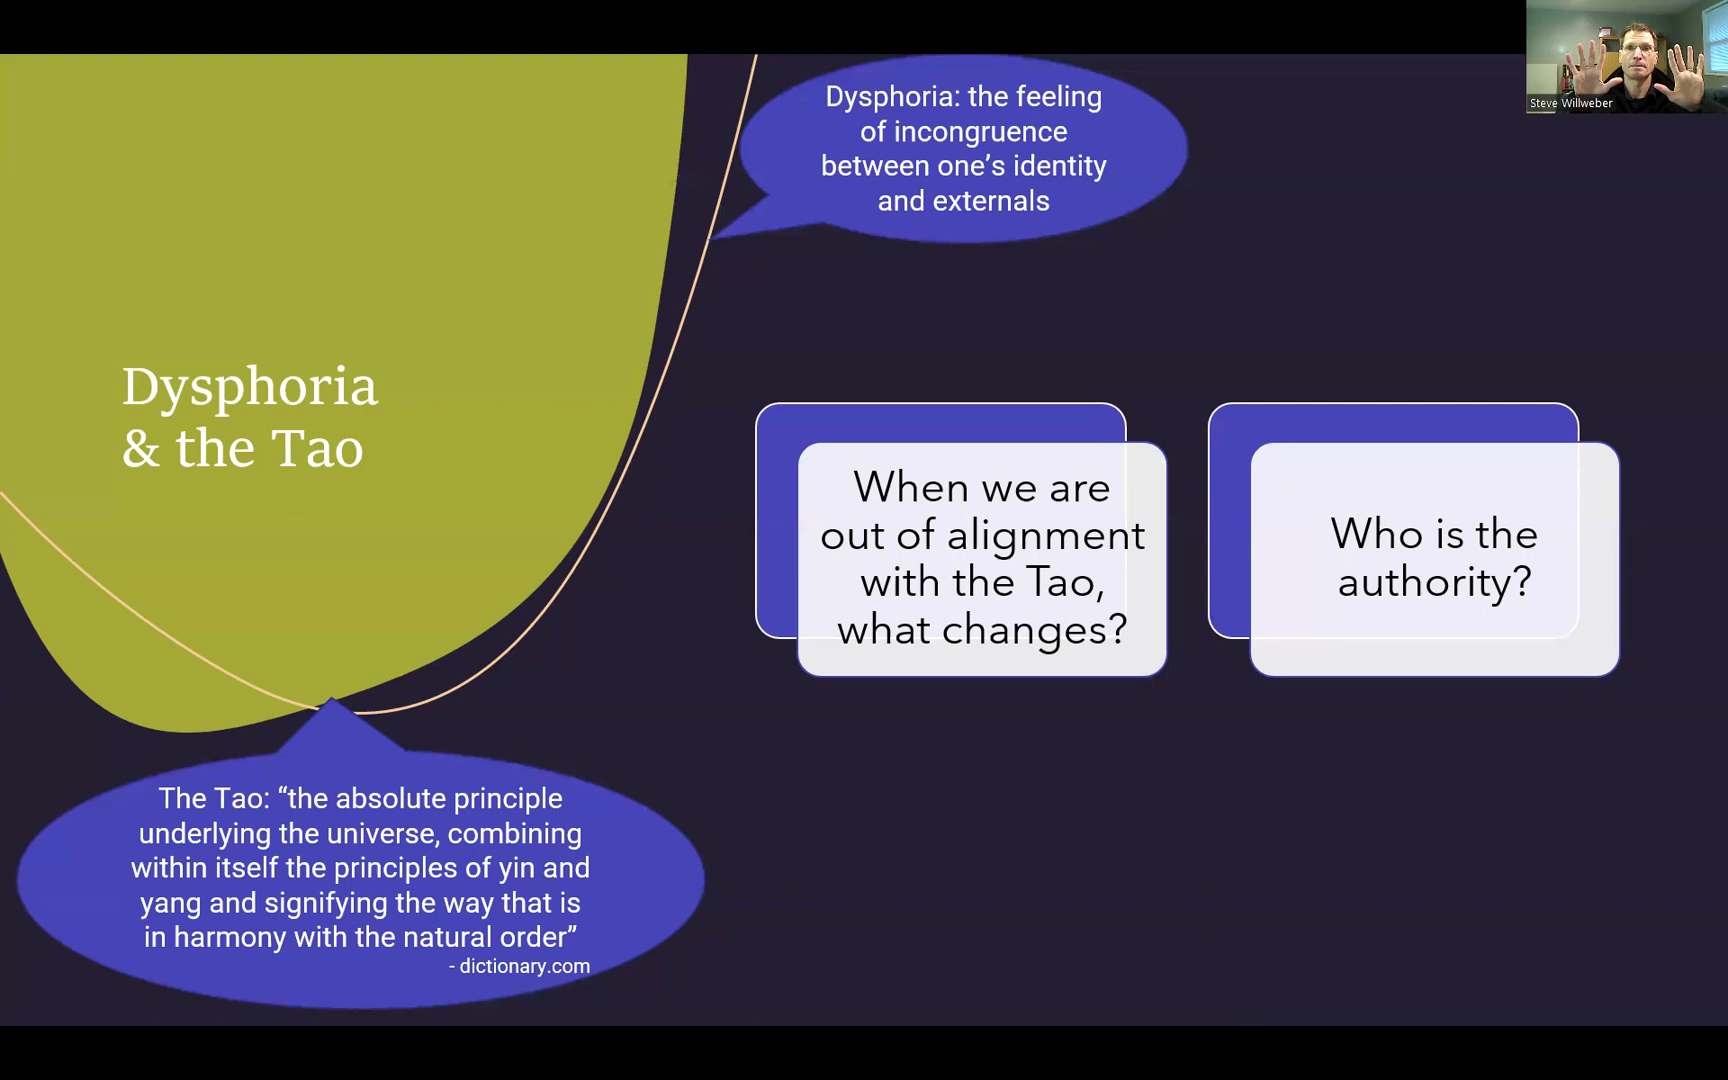 Dysphoria: the feeling
of incongruence
between one’s identity
and externals
Steve Willweber
Dysphoria
& the Tao
When we are
out of alignment
with the Tao,
what changes?
Who is the
authority?
The Tao: “the absolute principle
underlying the universe, combining
within itself the principles of yin and
yang and signifying the way that is
in harmony with the natural order”
- dictionary.com